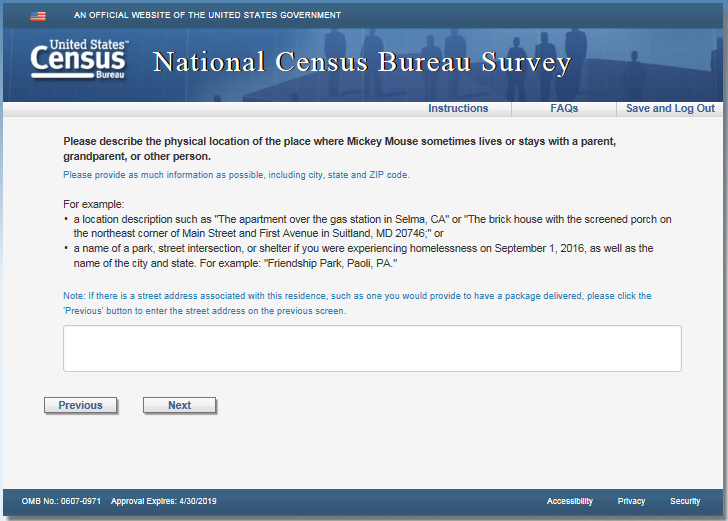 AN OFFICIAL WEBSITE OF THE UNITED STATES GOVERNMENT
United States™
Census
Bureau
National Census Bureau Survey
Instructions FAQs Save and Log Out
Please describe the physical location of the place where Mickey Mouse sometimes lives or stays with a parent,
grandparent, or other person.
Please provide as much information as possible, including city, state and ZIP code.
For example:
• a location description such as "The apartment over the gas station in Selma, CA" or "The brick house with the screened porch on
the northeast corner of Main Street and First Avenue in Suitland, MD 20746;" or
• a name of a park, street intersection, or shelter if you were experiencing homelessness on September 1, 2016, as well as the
name of the city and state. For example: "Friendship Park, Paoli, PA."
Note: If there is a street address associated with this residence, such as one you would provide to have a package delivered, please click the
'Previous' button to enter the street address on the previous screen.
Previous Next
OMB No.: 0607-0971 Approval Expires: 4/30/2019 Accessibility Privacy Security